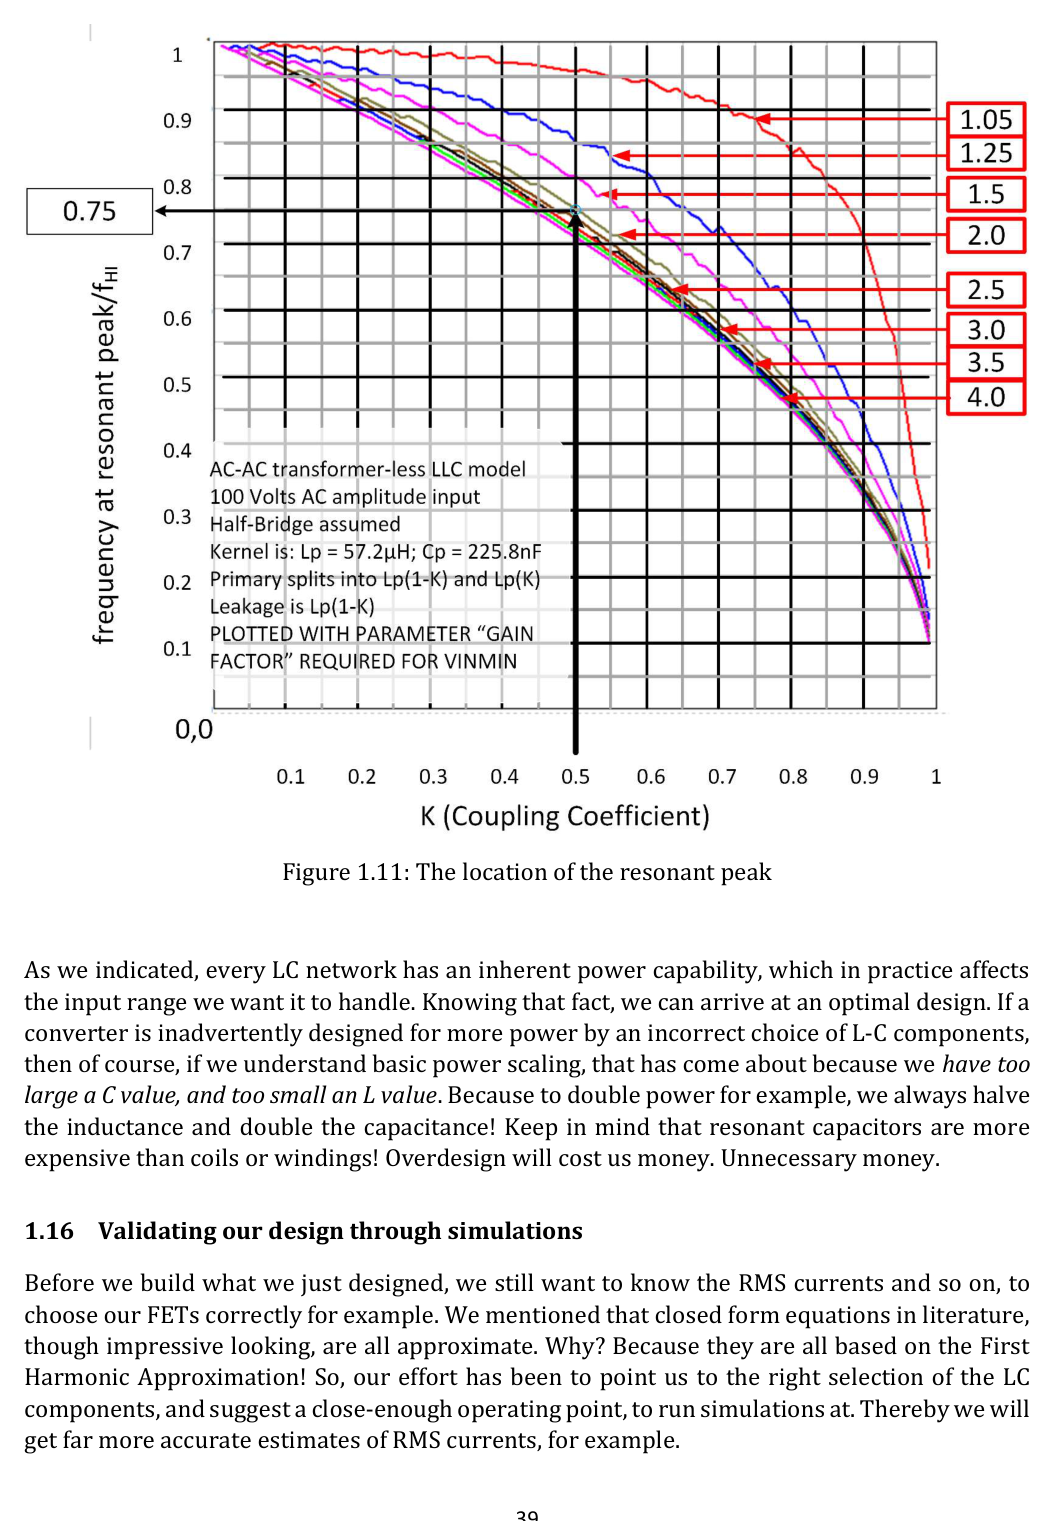 1
0.9
0.8
0.75
0.7
0.6
0.5
0.4
0.3
0.2
0.1
0,0
frequency at resonant peak/fHI
1.05
1.25
1.5
2.0
2.5
3.0
3.5
4.0
AC-AC transformer-less LLC model
100 Volts AC amplitude input
Half-Bridge assumed
Kernel is: Lp = 57.2µH; Cp = 225.8nF
Primary splits into Lp(1-K) and Lp(K)
Leakage is Lp(1-K)
PLOTTED WITH PARAMETER “GAIN
FACTOR” REQUIRED FOR VINMIN
0.1 0.2 0.3 0.4 0.5 0.6 0.7 0.8 0.9 1
K (Coupling Coefficient)
Figure 1.11: The location of the resonant peak
As we indicated, every LC network has an inherent power capability, which in practice affects
the input range we want it to handle. Knowing that fact, we can arrive at an optimal design. If a
converter is inadvertently designed for more power by an incorrect choice of L-C components,
then of course, if we understand basic power scaling, that has come about because we have too
large a C value, and too small an L value. Because to double power for example, we always halve
the inductance and double the capacitance! Keep in mind that resonant capacitors are more
expensive than coils or windings! Overdesign will cost us money. Unnecessary money.
1.16 Validating our design through simulations
Before we build what we just designed, we still want to know the RMS currents and so on, to
choose our FETs correctly for example. We mentioned that closed form equations in literature,
though impressive looking, are all approximate. Why? Because they are all based on the First
Harmonic Approximation! So, our effort has been to point us to the right selection of the LC
components, and suggest a close-enough operating point, to run simulations at. Thereby we will
get far more accurate estimates of RMS currents, for example.
39